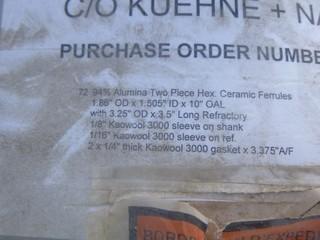 C/O KUEHNE + NA
PURCHASE ORDER NUMBE
72 94% Alumina Two Piece Hex. Ceramic Ferrules
1.88" OD x 1.505" ID x 10" OAL
with 3.25" OD x 3.5" Long Refractory
1/8" Kaowool 3000 sleeve on shank
1/16" Kaowool 3000 sleeve on ref.
2 x 1/4" thick Kaowool 3000 gasket x 3.375"A/F